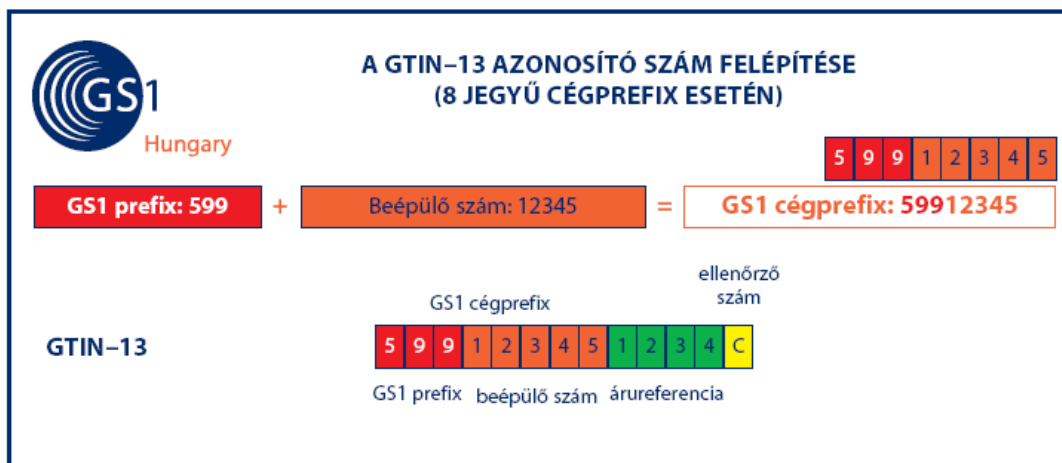 GS1
Hungary
A GTIN–13 AZONOSÍTÓ SZÁM FELÉPÍTÉSE
(8 JEGYŰ CÉGPREFIX ESETÉN)
5 9 9 1 2 3 4 5
GS1 prefix: 599 + Beépülő szám: 12345 = GS1 cégprefix: 59912345
ellenőrző
szám
GS1 cégprefix
GTIN–13 5 9 9 1 2 3 4 5 1 2 3 4 C
GS1 prefix beépülő szám árureferencia